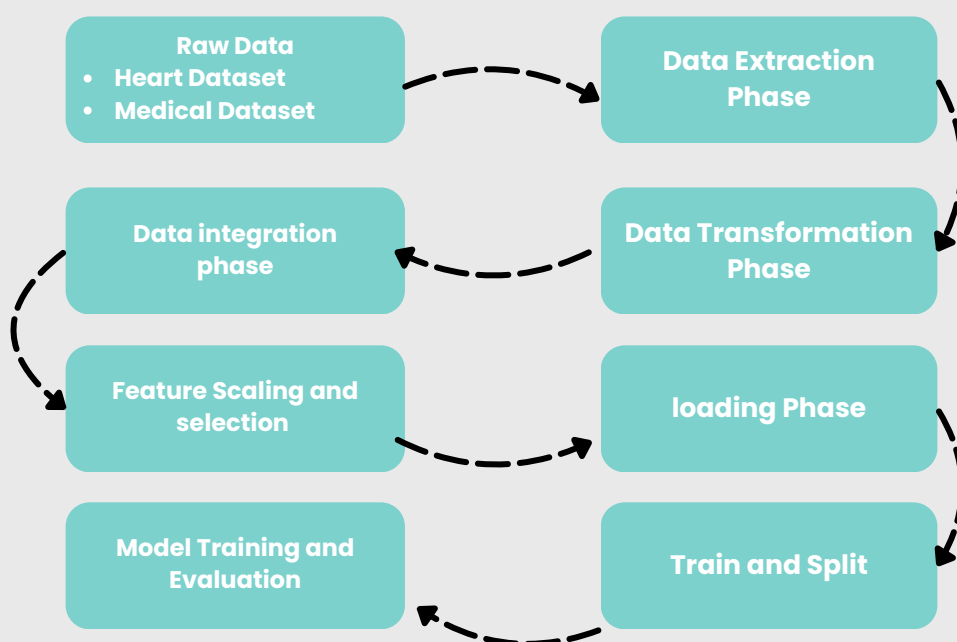 Raw Data
• Heart Dataset
• Medical Dataset
Data Extraction
Phase
Data Transformation
Phase
Data integration
phase
Feature Scaling and
selection
loading Phase
Train and Split
Model Training and
Evaluation